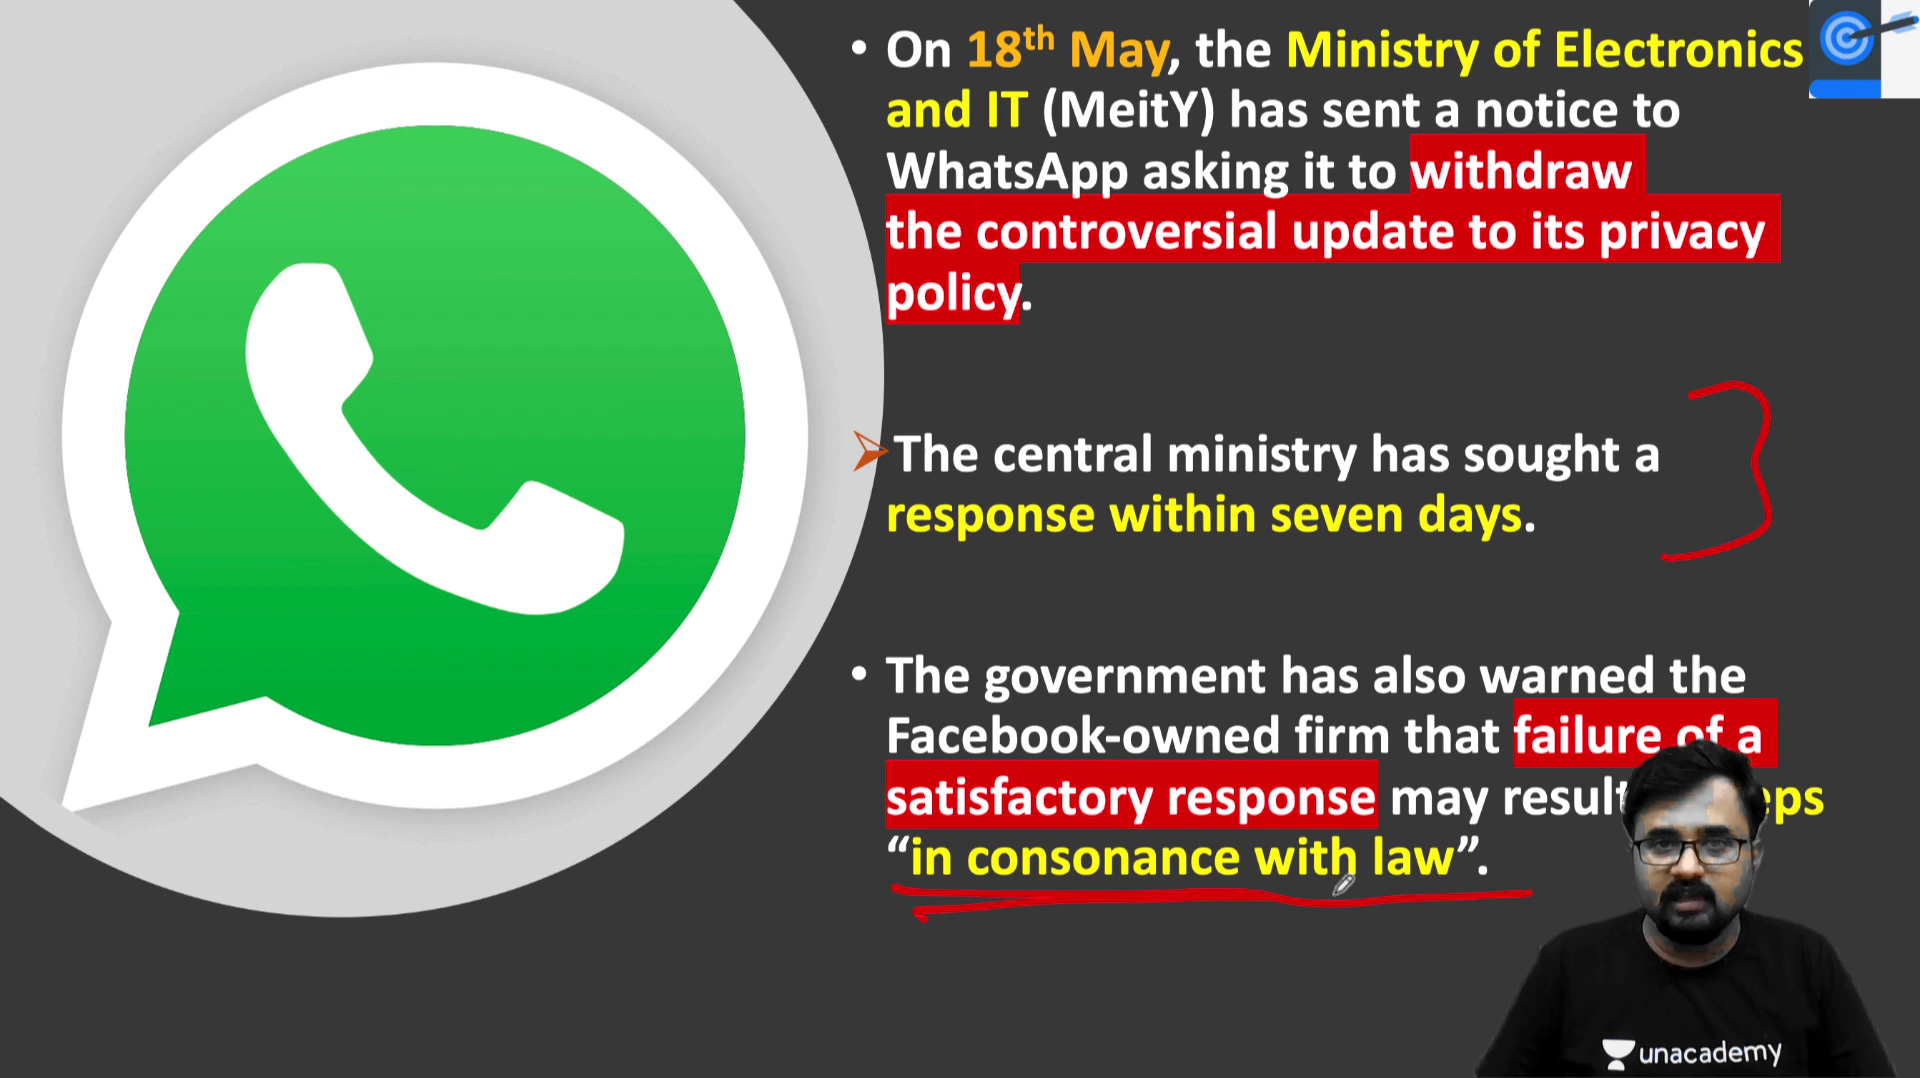 • On 18th May, the Ministry of Electronics
and IT (MeitY) has sent a notice to
WhatsApp asking it to withdraw
the controversial update to its privacy
policy.
The central ministry has sought a
response within seven days.
• The government has also warned the
Facebook-owned firm that failure of a
satisfactory response may result
“in consonance with law”.
unacademy